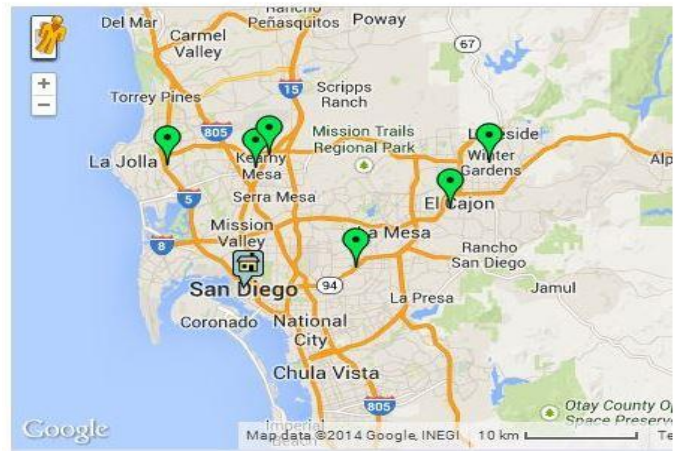 Rancho
Del Mar
Peñasquitos
Poway
Carmel
Valley
67
15
Scripps
Ranch
Torrey Pines
805
Mission Trails
Regional Park
Kearny
Mesa
La Jolla
Winter
Gardens
Serra Mesa
5
El Cajon
Mission
Valley
8
La Mesa
Rancho
San Diego
San Diego
94
Jamul
La Presa
Coronado
National
City
Chula Vista
805
Otay County
Space Preserve
Imperial
Beach
Google
Map data ©2014 Google, INEGI
10 km